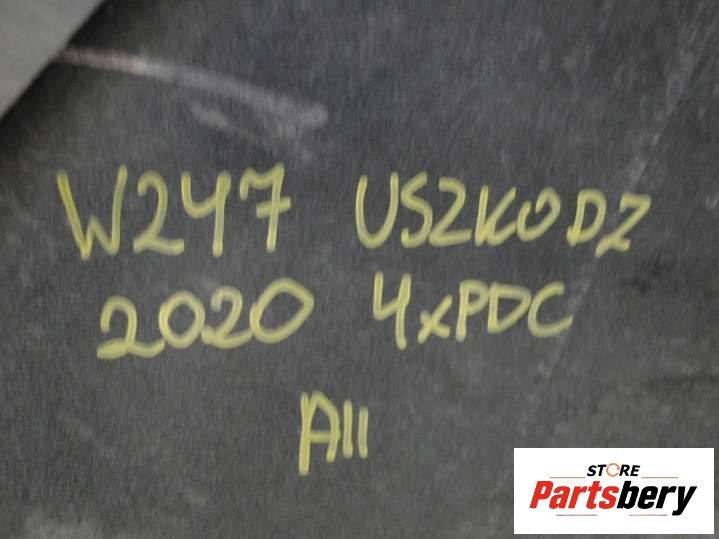 W247 USZKODZ
2020 4xPDC
A11
STORE
Partsbery